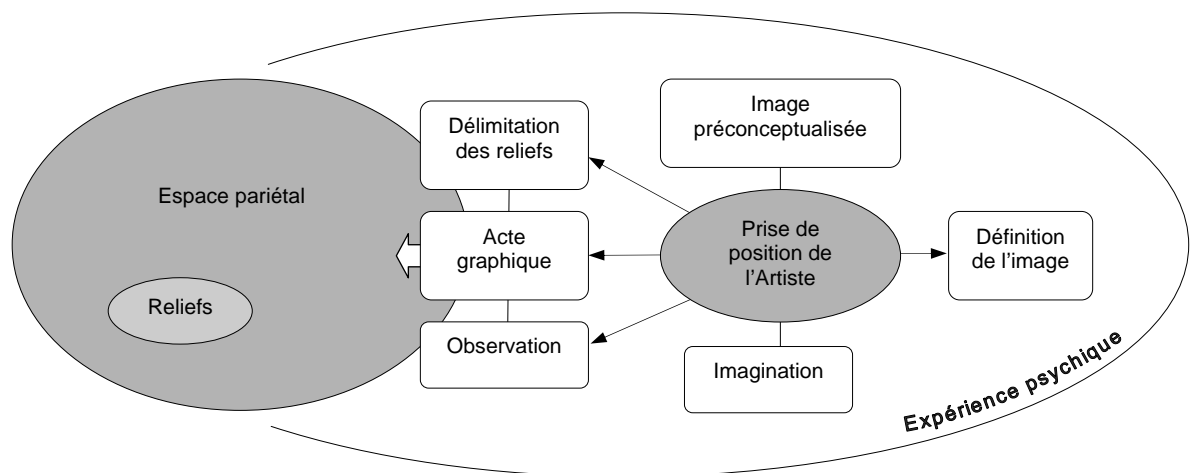 Espace pariétal
Reliefs
Délimitation
des reliefs
Acte
graphique
Observation
Image
préconceptualisée
Prise de
position de
l’Artiste
Imagination
Définition
de l’image
Expérience psychique